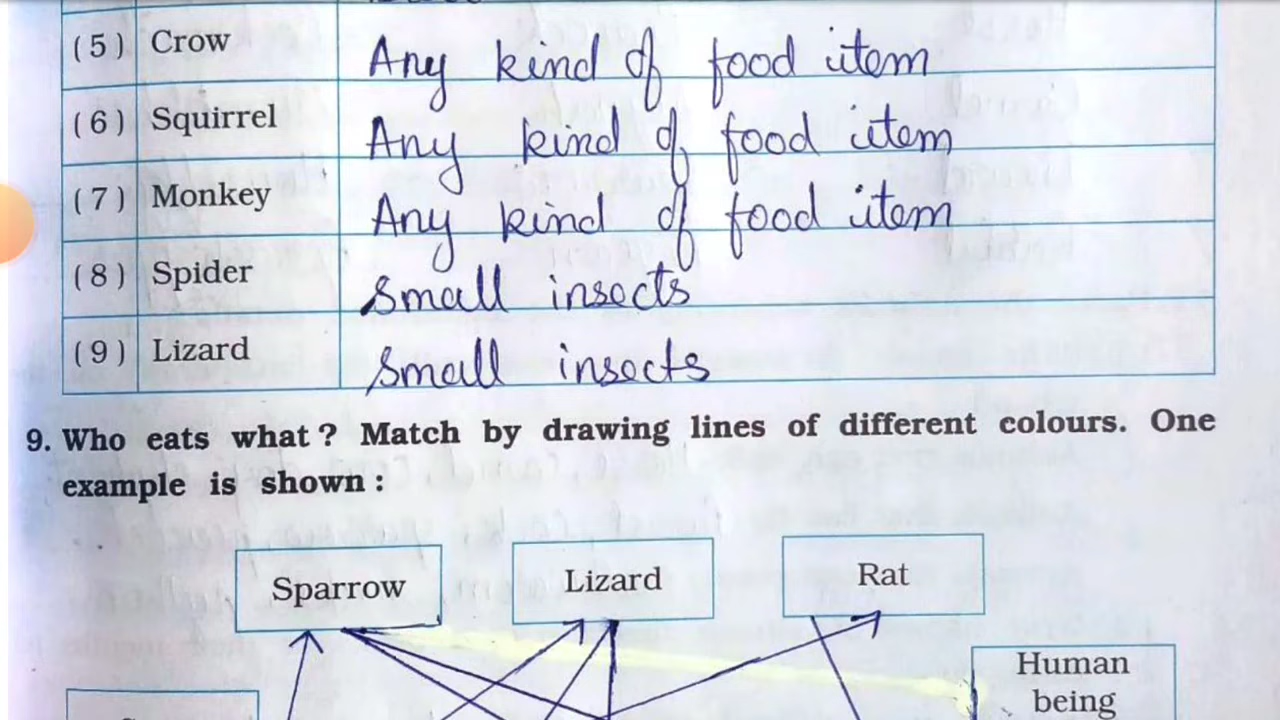 (5) Crow Any kind of food item
(6) Squirrel Any kind of food item
(7) Monkey Any kind of food item
(8) Spider Small insects
(9) Lizard Small insects
9. Who eats what? Match by drawing lines of different colours. One
example is shown:
Sparrow Lizard Rat
Human
being